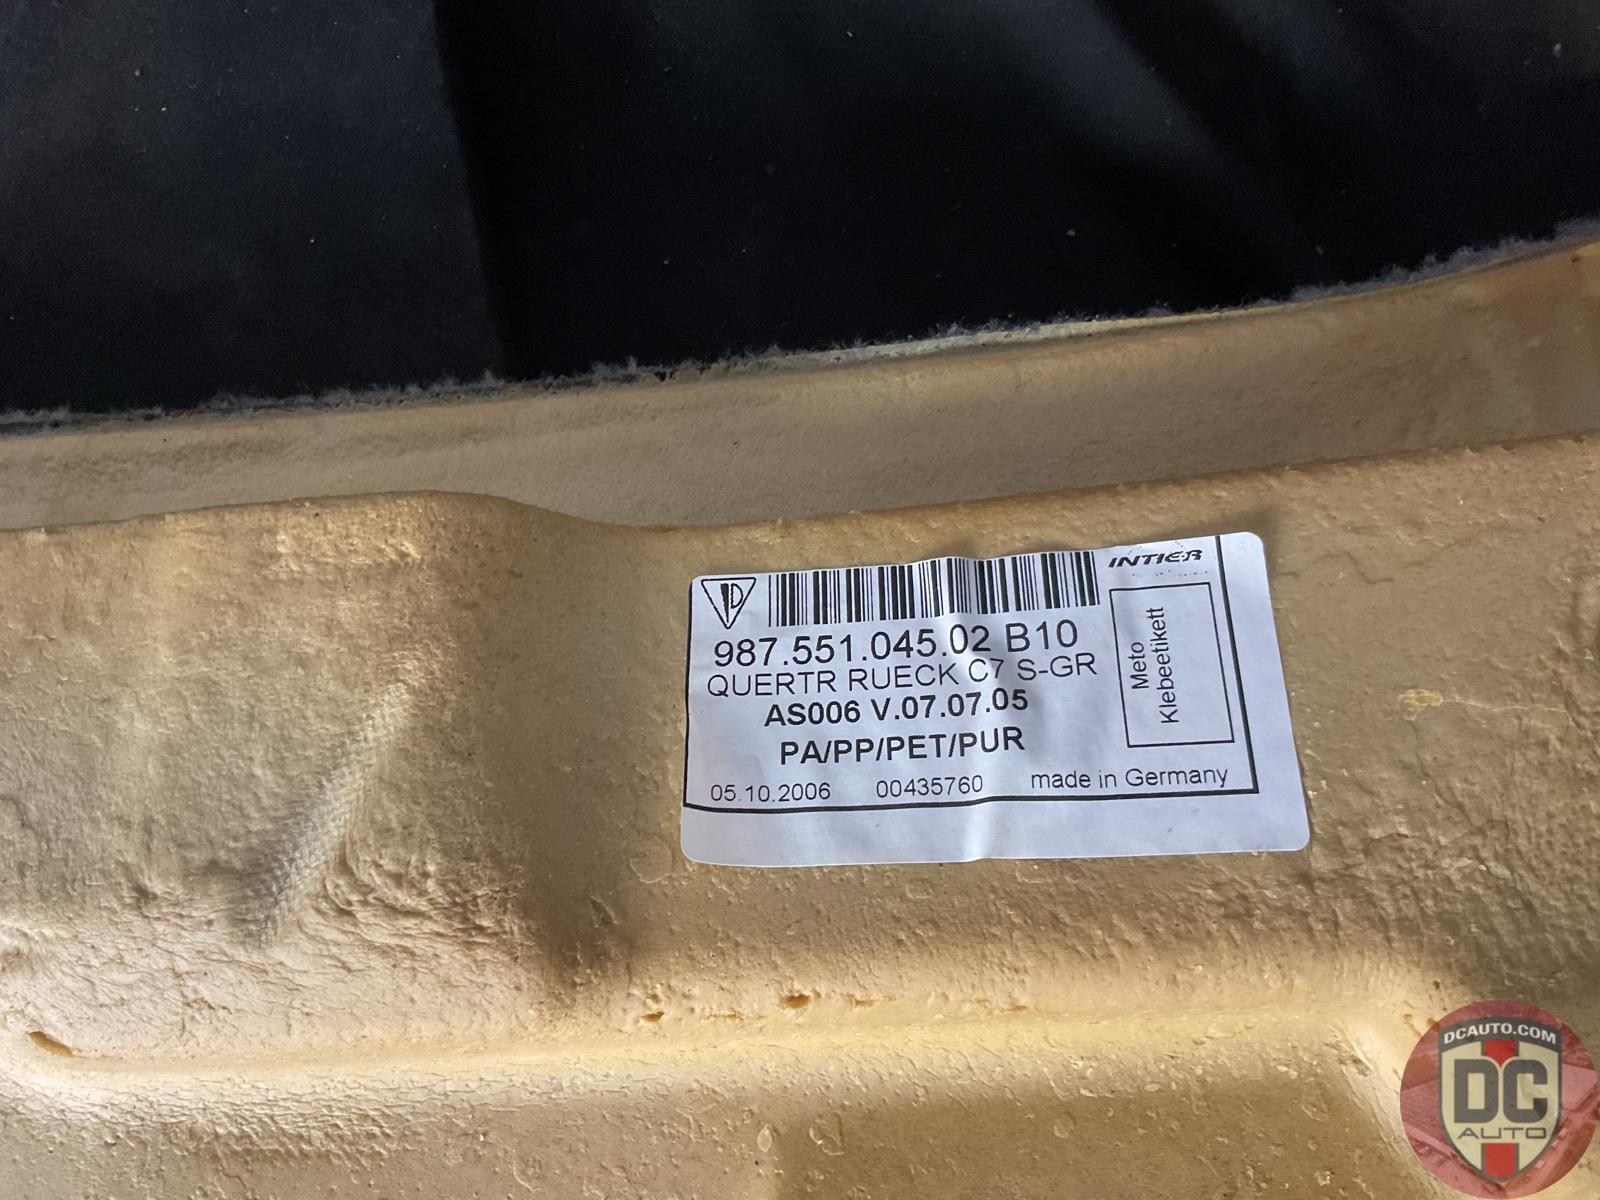 INTIER
987.551.045.02 B10
QUERTR RUECK C7 S-GR
AS006 V.07.07.05
PA/PP/PET/PUR
05.10.2006 00435760 made in Germany
Meto
Klebeetikett
DCAUTO.COM
DC
AUTO